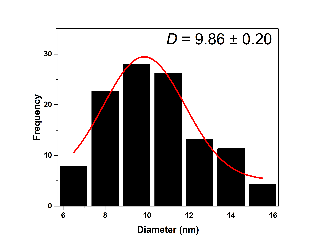 D = 9.86 ± 0.20
30
20
10
0
Frequency
6 8 10 12 14 16
Diameter (nm)